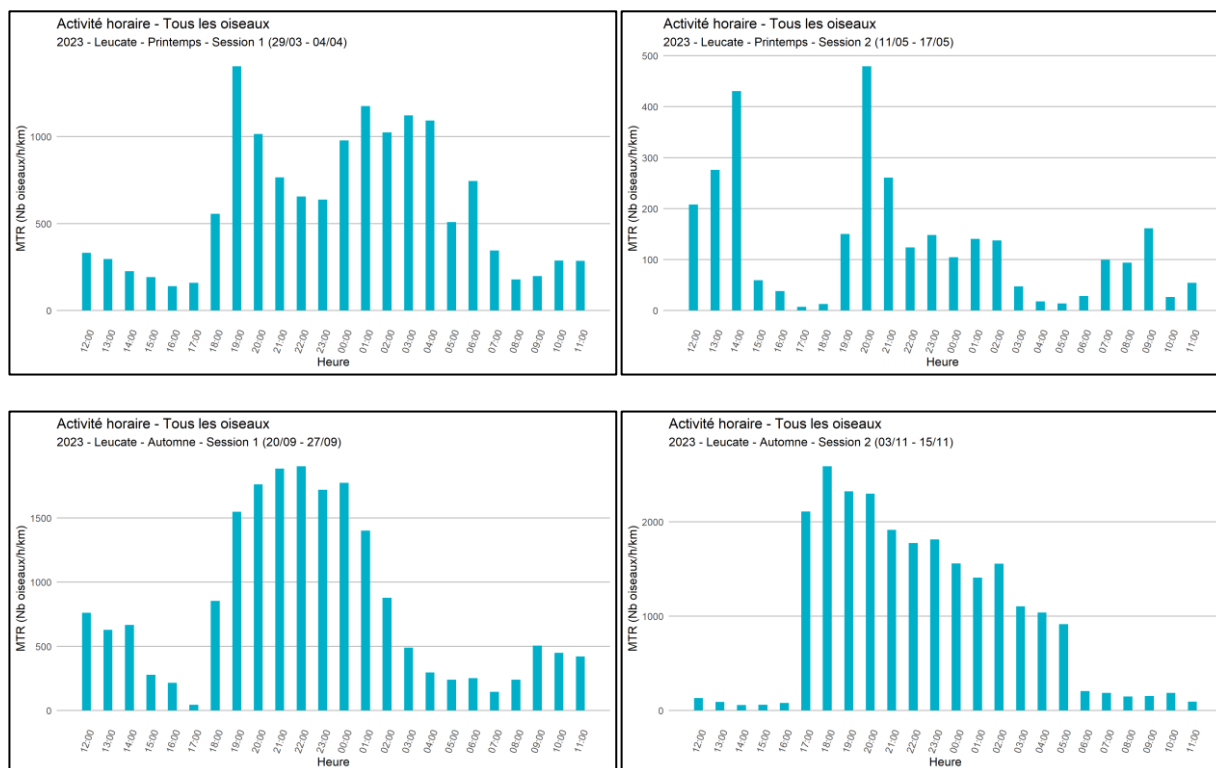 Activité horaire - Tous les oiseaux
2023 - Leucate - Printemps - Session 1 (29/03 - 04/04)
MTR (Nb oiseaux/h/km)
1000
500
0
12:00 13:00 14:00 15:00 16:00 17:00 18:00 19:00 20:00 21:00 22:00 23:00 00:00 01:00 02:00 03:00 04:00 05:00 06:00 07:00 08:00 09:00 10:00 11:00
Heure
Activité horaire - Tous les oiseaux
2023 - Leucate - Printemps - Session 2 (11/05 - 17/05)
MTR (Nb oiseaux/h/km)
500
400
300
200
100
0
12:00 13:00 14:00 15:00 16:00 17:00 18:00 19:00 20:00 21:00 22:00 23:00 00:00 01:00 02:00 03:00 04:00 05:00 06:00 07:00 08:00 09:00 10:00 11:00
Heure
Activité horaire - Tous les oiseaux
2023 - Leucate - Automne - Session 1 (20/09 - 27/09)
MTR (Nb oiseaux/h/km)
1500
1000
500
0
12:00 13:00 14:00 15:00 16:00 17:00 18:00 19:00 20:00 21:00 22:00 23:00 00:00 01:00 02:00 03:00 04:00 05:00 06:00 07:00 08:00 09:00 10:00 11:00
Heure
Activité horaire - Tous les oiseaux
2023 - Leucate - Automne - Session 2 (03/11 - 15/11)
MTR (Nb oiseaux/h/km)
2000
1000
0
12:00 13:00 14:00 15:00 16:00 17:00 18:00 19:00 20:00 21:00 22:00 23:00 00:00 01:00 02:00 03:00 04:00 05:00 06:00 07:00 08:00 09:00 10:00 11:00
Heure